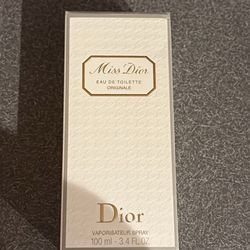 Miss Dior
EAU DE TOILETTE
ORIGINALE
Dior
VAPORISATEUR SPRAY
100 ml - 3.4 FL.OZ